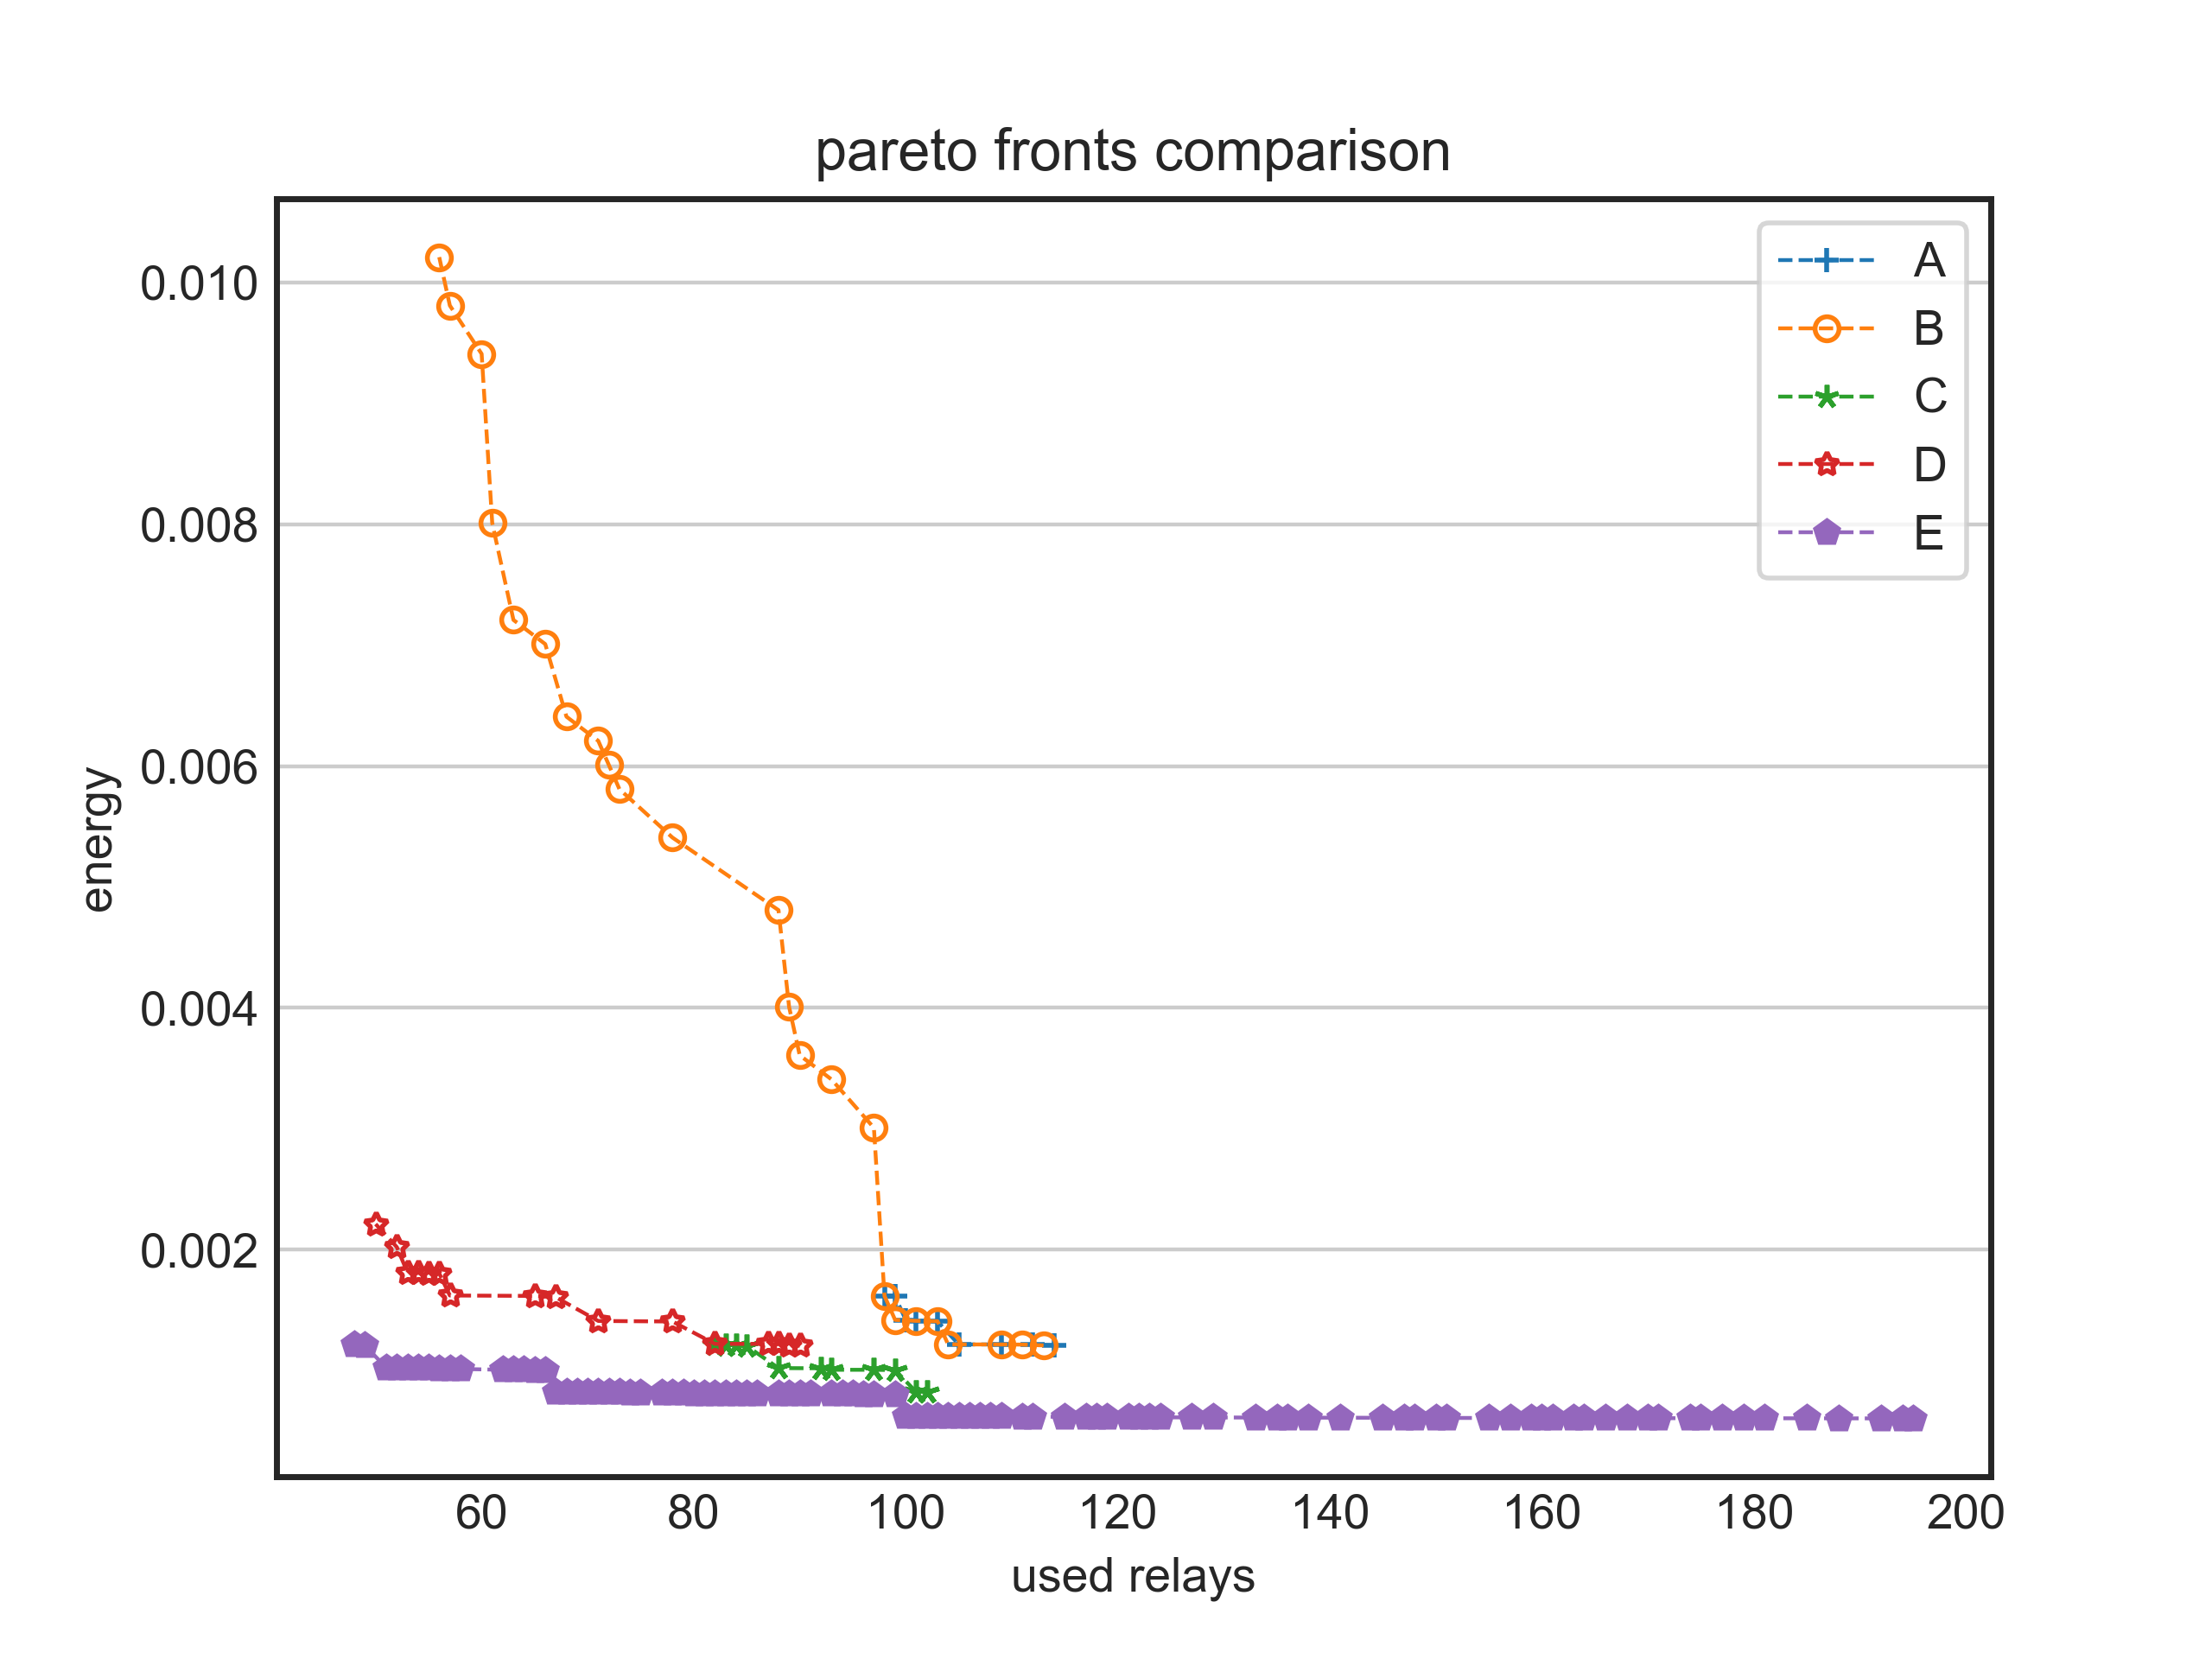 pareto fronts comparison
0.010
0.008
0.006
0.004
0.002
energy
60 80 100 120 140 160 180 200
used relays
A
B
C
D
E